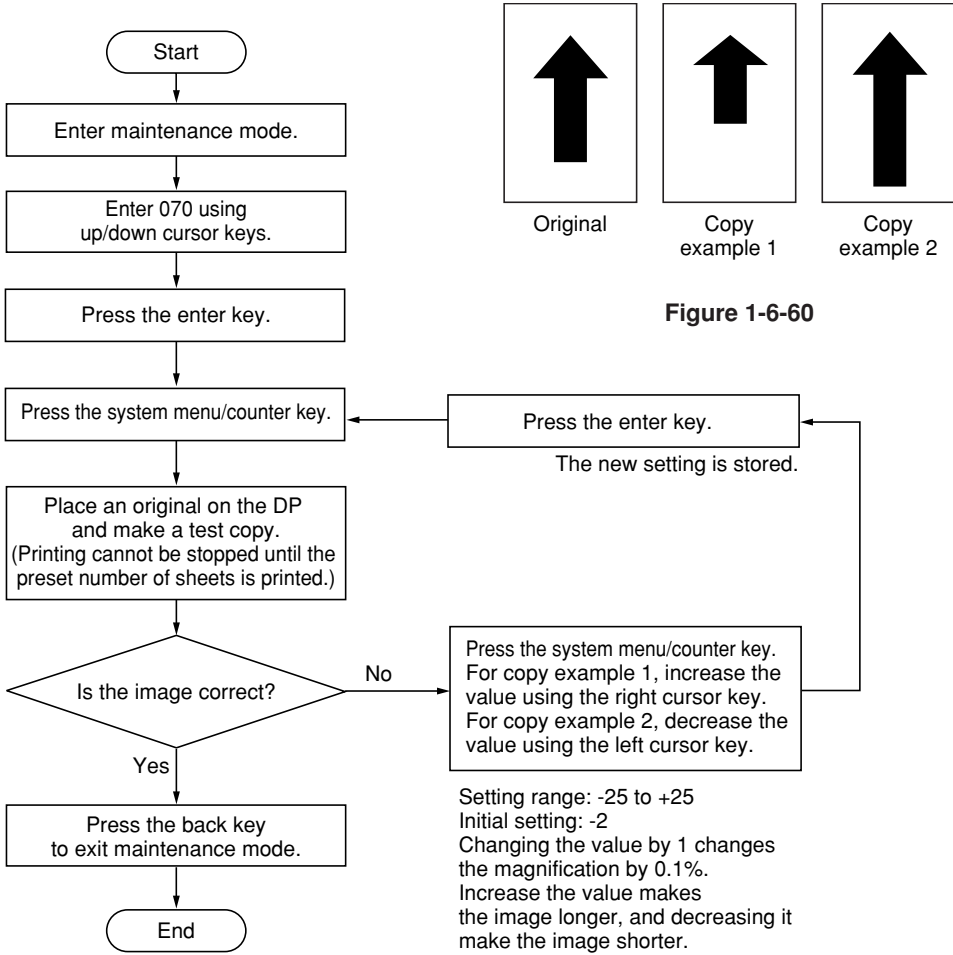 Start
Enter maintenance mode.
Enter 070 using
up/down cursor keys.
Press the enter key.
Press the system menu/counter key.
Place an original on the DP
and make a test copy.
(Printing cannot be stopped until the
preset number of sheets is printed.)
Is the image correct?
Yes
No
Press the back key
to exit maintenance mode.
End
Press the system menu/counter key.
For copy example 1, increase the
value using the right cursor key.
For copy example 2, decrease the
value using the left cursor key.
Setting range: -25 to +25
Initial setting: -2
Changing the value by 1 changes
the magnification by 0.1%.
Increase the value makes
the image longer, and decreasing it
make the image shorter.
Press the enter key.
The new setting is stored.
Original
Copy
example 1
Copy
example 2
Figure 1-6-60